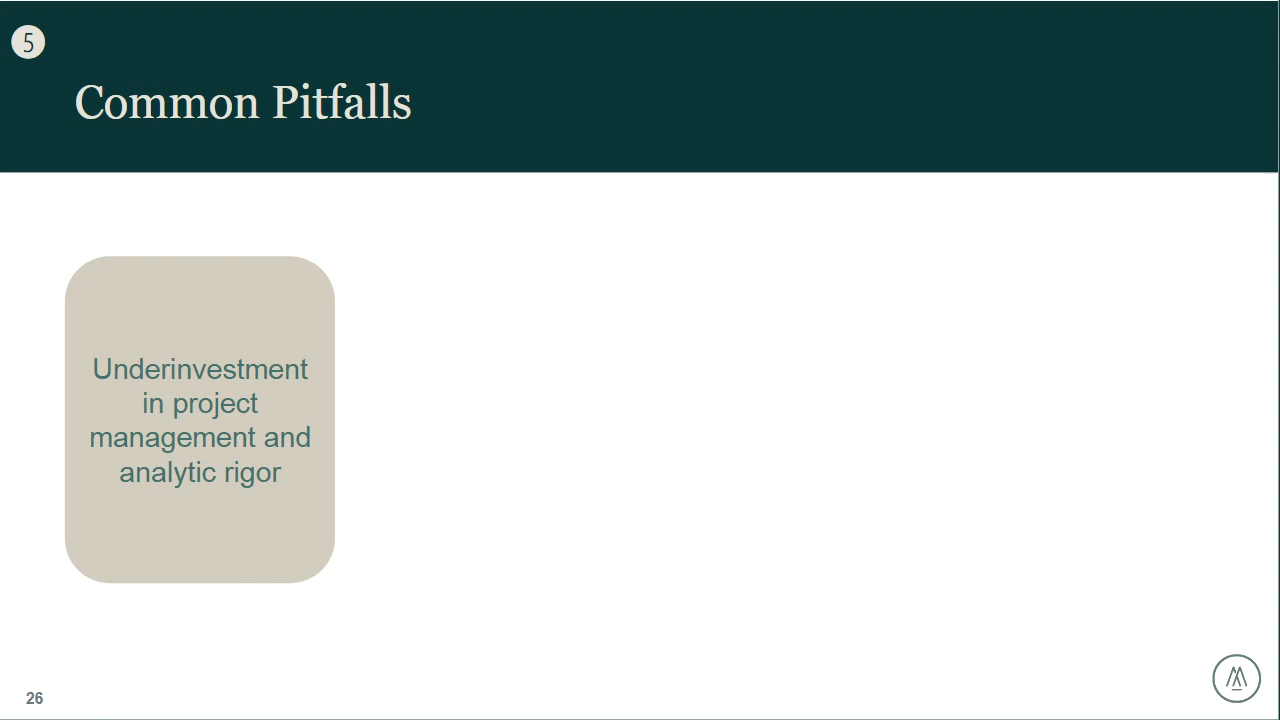 5
Common Pitfalls
Underinvestment
in project
management and
analytic rigor
26